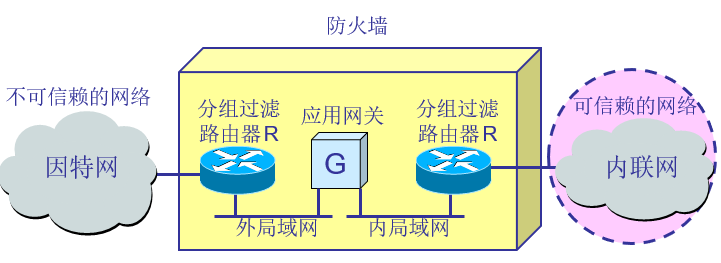 防火墙
不可信赖的网络
因特网
分组过滤
路由器R
应用网关
G
分组过滤
路由器R
外局域网
内局域网
可信赖的网络
内联网